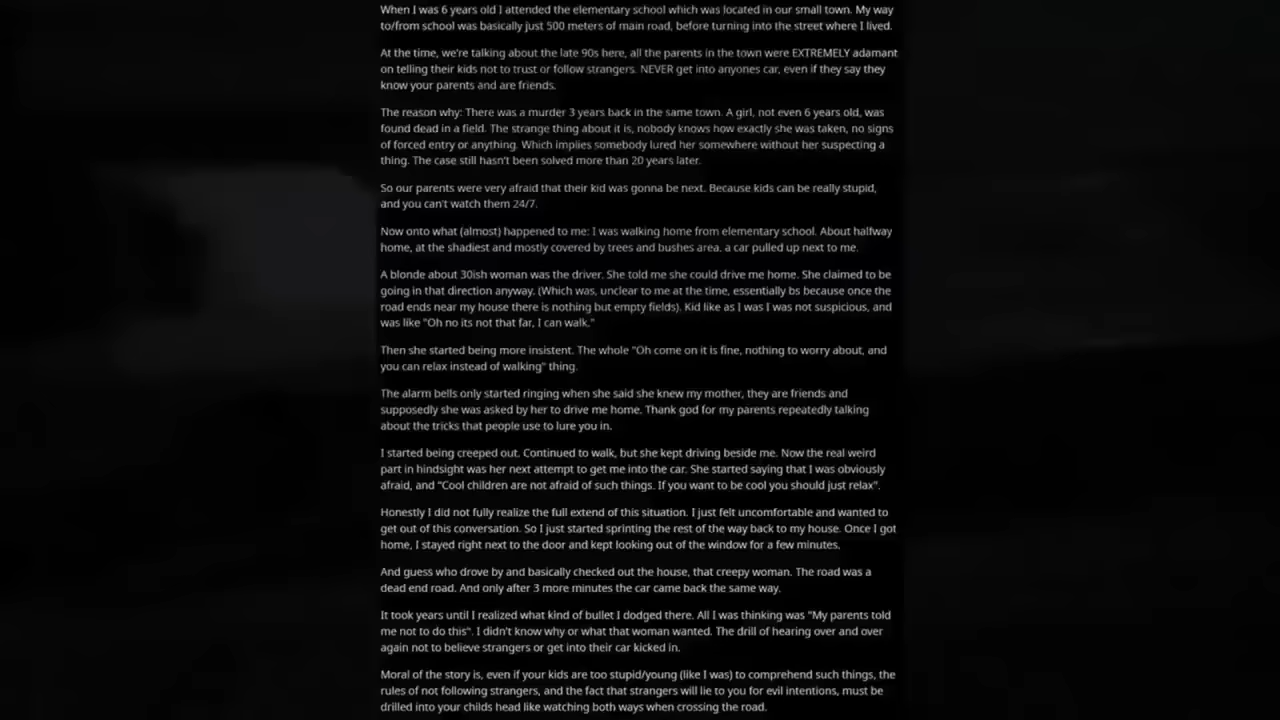 When I was 6 years old I attended the elementary school which was located in our small town. My way
to/from school was basically just 500 meters of main road, before turning into the street where I lived.
At the time, we're talking about the late 90s here, all the parents in the town were EXTREMELY adamant
on telling their kids not to trust or follow strangers. NEVER get into anyones car, even if they say they
know your parents and are friends.
The reason why: There was a murder 3 years back in the same town. A girl, not even 6 years old, was
found dead in a field. The strange thing about it is, nobody knows how exactly she was taken, no signs
of forced entry or anything. Which implies somebody lured her somewhere without her suspecting a
thing. The case still hasn't been solved more than 20 years later.
So our parents were very afraid that their kid was gonna be next. Because kids can be really stupid,
and you can't watch them 24/7.
Now onto what (almost) happened to me: I was walking home from elementary school. About halfway
home, at the shadiest and mostly covered by trees and bushes area, a car pulled up next to me.
A blonde about 30ish woman was the driver. She told me she could drive me home. She claimed to be
going in that direction anyway. (Which was, unclear to me at the time, essentially bs because once the
road ends near my house there is nothing but empty fields). Kid like as I was I was not suspicious, and
was like "Oh no its not that far, I can walk."
Then she started being more insistent. The whole "Oh come on it is fine, nothing to worry about, and
you can relax instead of walking" thing.
The alarm bells only started ringing when she said she knew my mother, they are friends and
supposedly she was asked by her to drive me home. Thank god for my parents repeatedly talking
about the tricks that people use to lure you in.
I started being creeped out. Continued to walk, but she kept driving beside me. Now the real weird
part in hindsight was her next attempt to get me into the car. She started saying that I was obviously
afraid, and "Cool children are not afraid of such things. If you want to be cool you should just relax".
Honestly I did not fully realize the full extend of this situation. I just felt uncomfortable and wanted to
get out of this conversation. So I just started sprinting the rest of the way back to my house. Once I got
home, I stayed right next to the door and kept looking out of the window for a few minutes.
And guess who drove by and basically checked out the house, that creepy woman. The road was a
dead end road. And only after 3 more minutes the car came back the same way.
It took years until I realized what kind of bullet I dodged there. All I was thinking was "My parents told
me not to do this". I didn't know why or what that woman wanted. The drill of hearing over and over
again not to believe strangers or get into their car kicked in.
Moral of the story is, even if your kids are too stupid/young (like I was) to comprehend such things, the
rules of not following strangers, and the fact that strangers will lie to you for evil intentions, must be
drilled into your childs head like watching both ways when crossing the road.